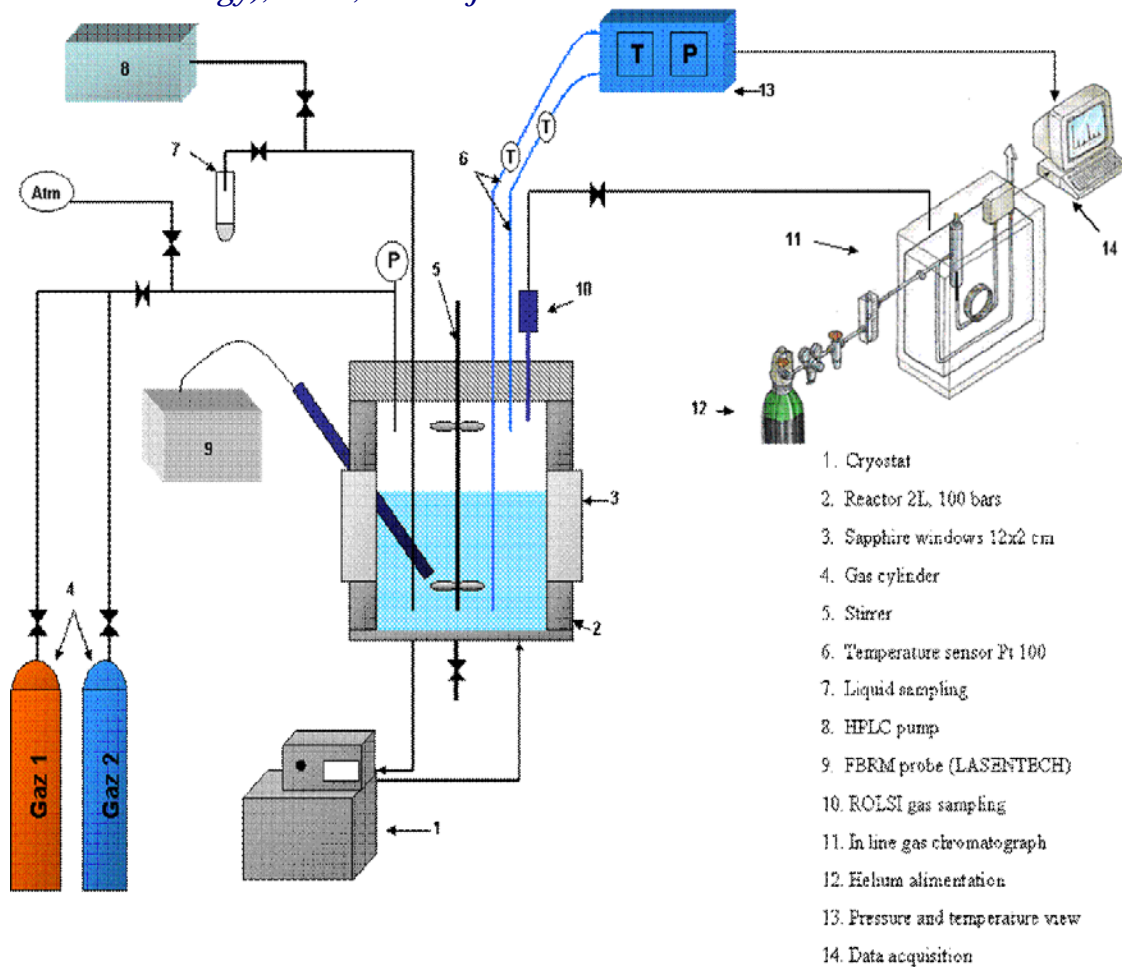 8
T P
13
7
6
T
T
Atm
P
5
10
11
14
9
12
3
4
2
Gaz 1
Gaz 2
1
1. Cryostat
2. Reactor 2L, 100 bars
3. Sapphire windows 12x2 cm
4. Gas cylinder
5. Stirrer
6. Temperature sensor Pt 100
7. Liquid sampling
8. HPLC pump
9. FBRM probe (LASENTECH)
10. ROLSI gas sampling
11. In line gas chromatograph
12. Helium alimentation
13. Pressure and temperature view
14. Data acquisition